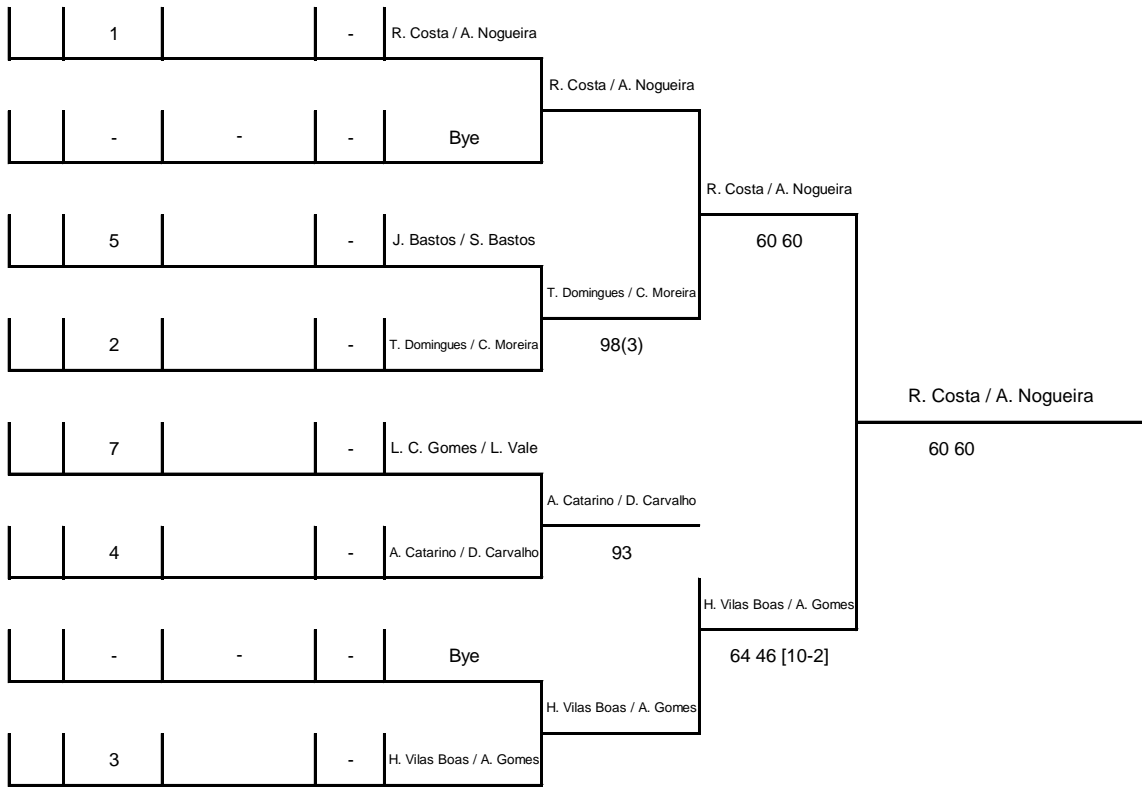 1 - R. Costa / A. Nogueira
R. Costa / A. Nogueira
- - - Bye
R. Costa / A. Nogueira
5 - J. Bastos / S. Bastos
60 60
T. Domingues / C. Moreira
2 - T. Domingues / C. Moreira
98(3)
R. Costa / A. Nogueira
7 - L. C. Gomes / L. Vale
60 60
A. Catarino / D. Carvalho
4 - A. Catarino / D. Carvalho
93
H. Vilas Boas / A. Gomes
- - - Bye
64 46 [10-2]
H. Vilas Boas / A. Gomes
3 - H. Vilas Boas / A. Gomes